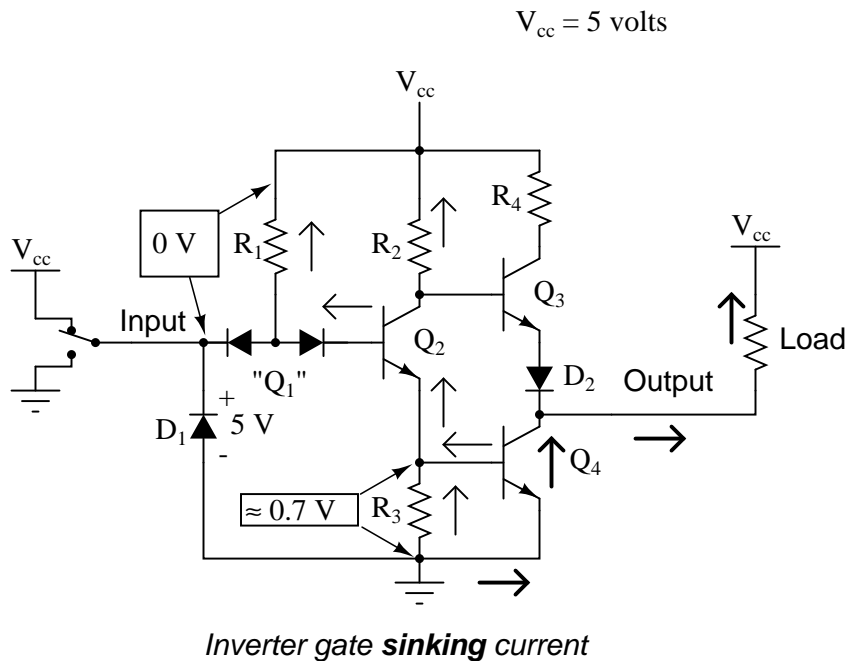 V_cc = 5 volts
V_cc
R_4
0 V
R_1
R_2
V_cc
V_cc
Q_3
Input
Q_2
Load
"Q_1"
D_2
Output
+
D_1
5 V
-
Q_4
≈ 0.7 V
R_3
Inverter gate sinking current